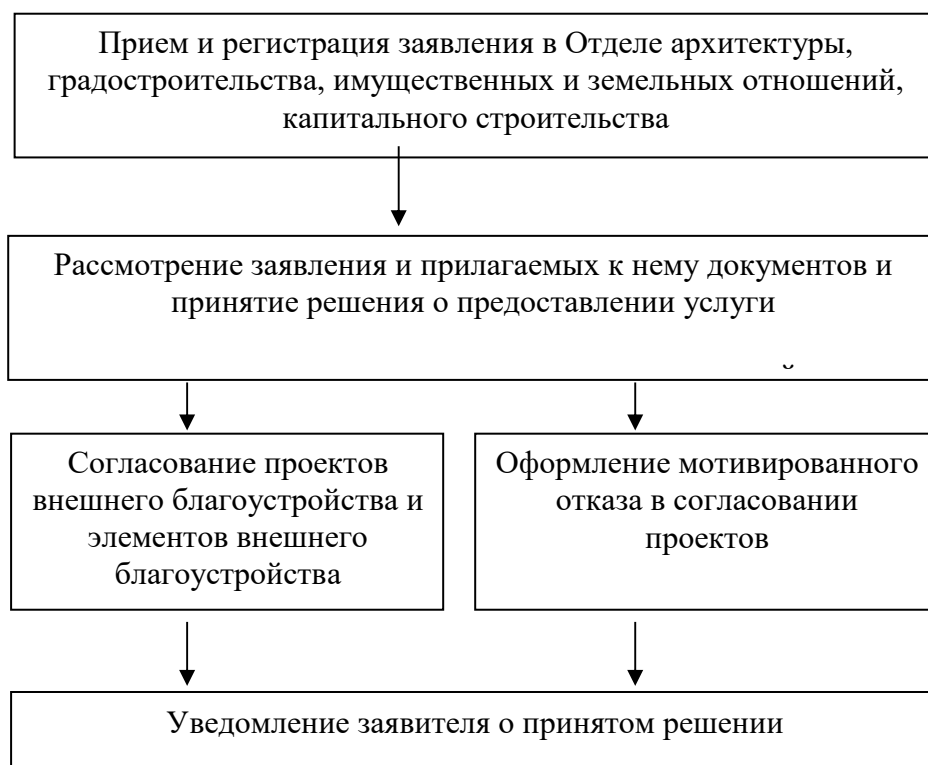 Прием и регистрация заявления в Отделе архитектуры,
градостроительства, имущественных и земельных отношений,
капитального строительства
Рассмотрение заявления и прилагаемых к нему документов и
принятие решения о предоставлении услуги
Согласование проектов
внешнего благоустройства и
элементов внешнего
благоустройства
Оформление мотивированного
отказа в согласовании
проектов
Уведомление заявителя о принятом решении